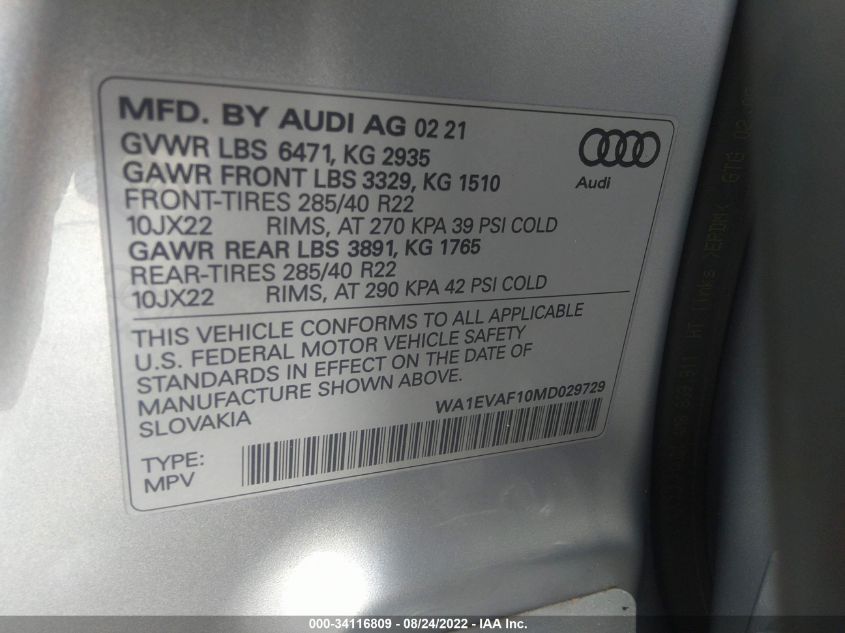 MFD. BY AUDI AG 02 21
GVWR LBS 6471, KG 2935
GAWR FRONT LBS 3329, KG 1510
FRONT-TIRES 285/40 R22
10JX22 RIMS, AT 270 KPA 39 PSI COLD
GAWR REAR LBS 3891, KG 1765
REAR-TIRES 285/40 R22
10JX22 RIMS, AT 290 KPA 42 PSI COLD
Audi
THIS VEHICLE CONFORMS TO ALL APPLICABLE
U.S. FEDERAL MOTOR VEHICLE SAFETY
STANDARDS IN EFFECT ON THE DATE OF
MANUFACTURE SHOWN ABOVE.
SLOVAKIA
WA1EVAF10MD029729
TYPE:
MPV
links >EPDM< GTG
000-34116809 - 08/24/2022 - IAA Inc.